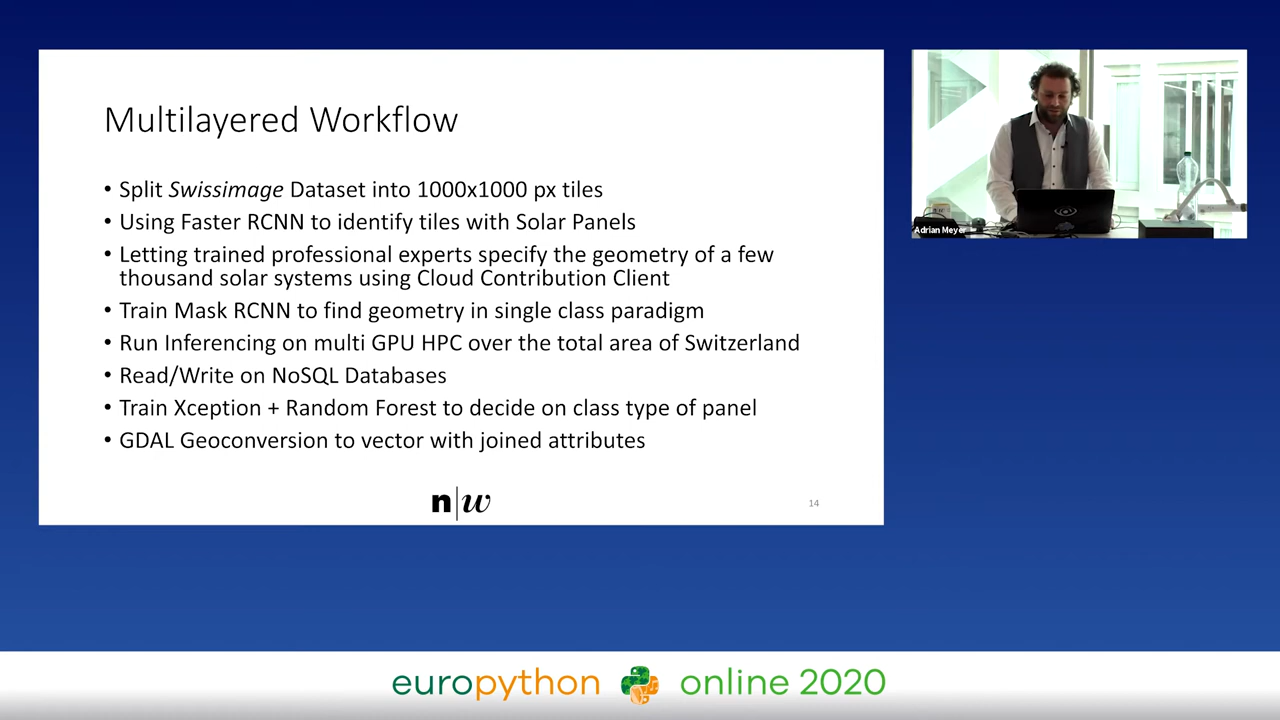 Multilayered Workflow
• Split Swissimage Dataset into 1000x1000 px tiles
• Using Faster RCNN to identify tiles with Solar Panels
• Letting trained professional experts specify the geometry of a few
thousand solar systems using Cloud Contribution Client
• Train Mask RCNN to find geometry in single class paradigm
• Run Inferencing on multi GPU HPC over the total area of Switzerland
• Read/Write on NoSQL Databases
• Train Xception + Random Forest to decide on class type of panel
• GDAL Geoconversion to vector with joined attributes
n|w
14
Adrian Meyer
europython online 2020